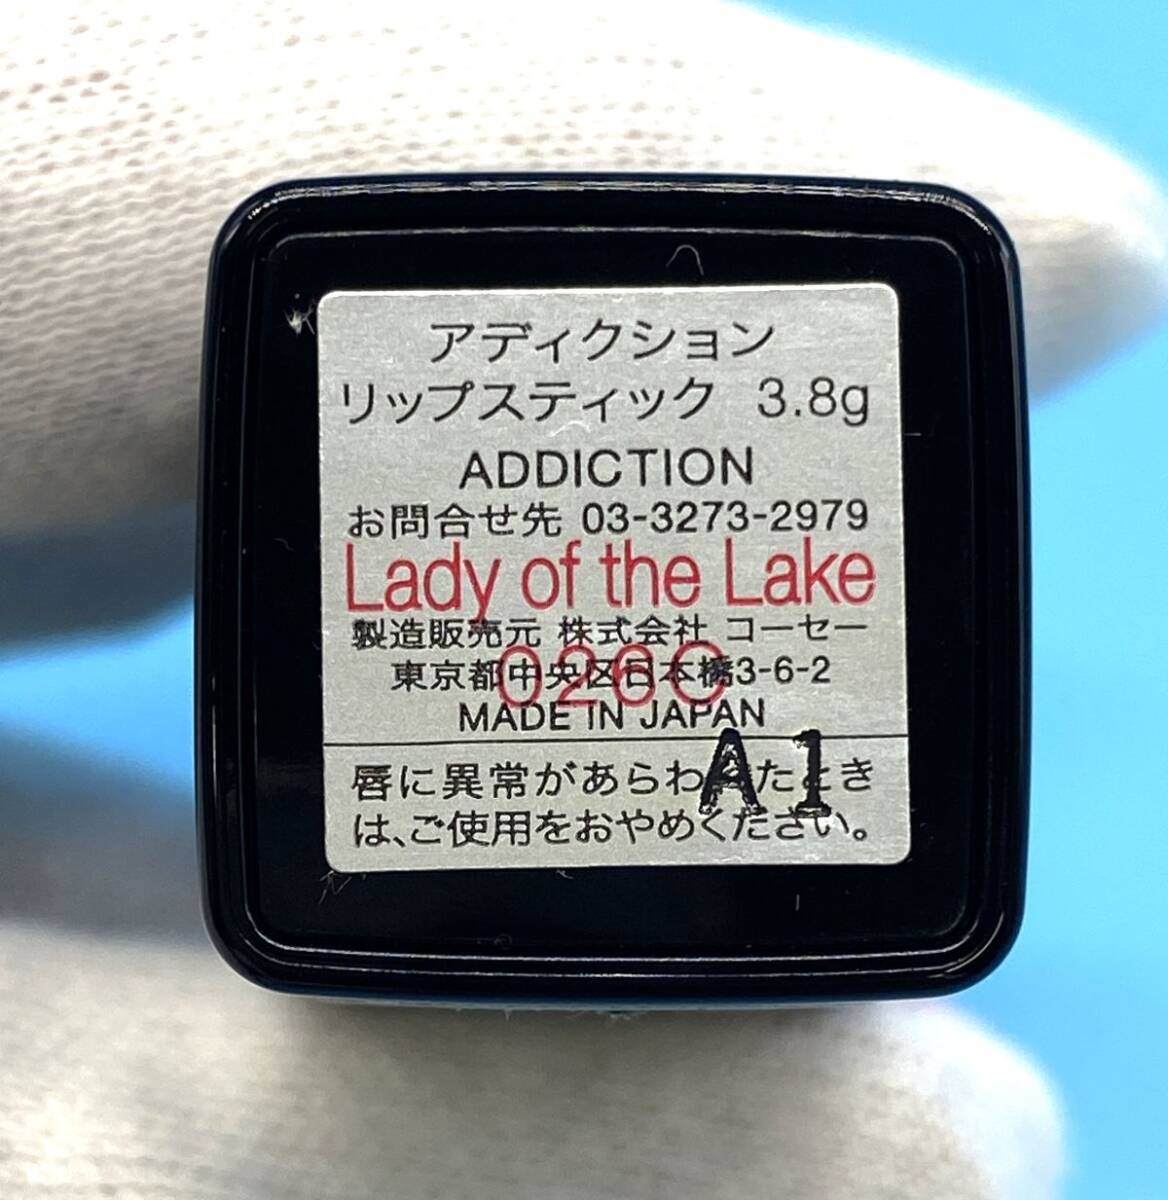 アディクション
リップスティック 3.8g
ADDICTION
お問合せ先 03-3273-2979
Lady of the Lake
製造販売元 株式会社 コーセー
026C
東京都中央区日本橋3-6-2
MADE IN JAPAN
A1
唇に異常があらわれたとき
は、ご使用をおやめください。